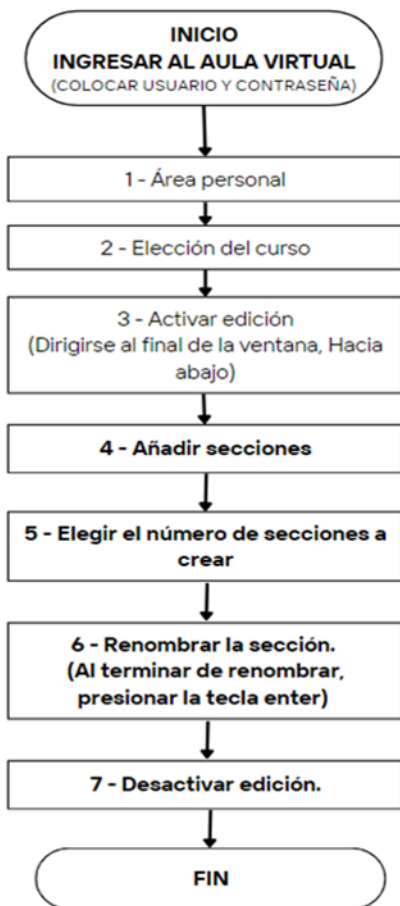 INICIO
INGRESAR AL AULA VIRTUAL
(COLOCAR USUARIO Y CONTRASEÑA)
1 - Área personal
2 - Elección del curso
3 - Activar edición
(Dirigirse al final de la ventana, Hacia
abajo)
4 - Añadir secciones
5 - Elegir el número de secciones a
crear
6 - Renombrar la sección.
(Al terminar de renombrar,
presionar la tecla enter)
7 - Desactivar edición.
FIN